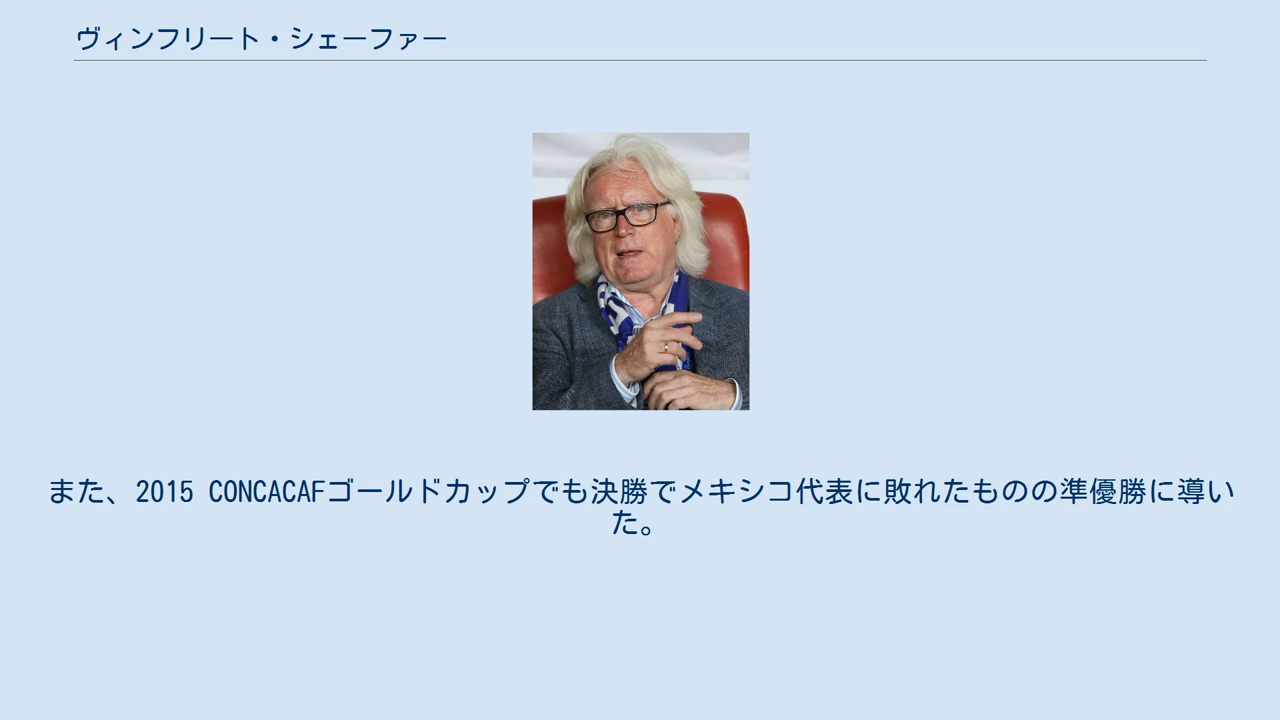 ヴィンフリート・シェーファー
また、2015 CONCACAFゴールドカップでも決勝でメキシコ代表に敗れたものの準優勝に導い
た。